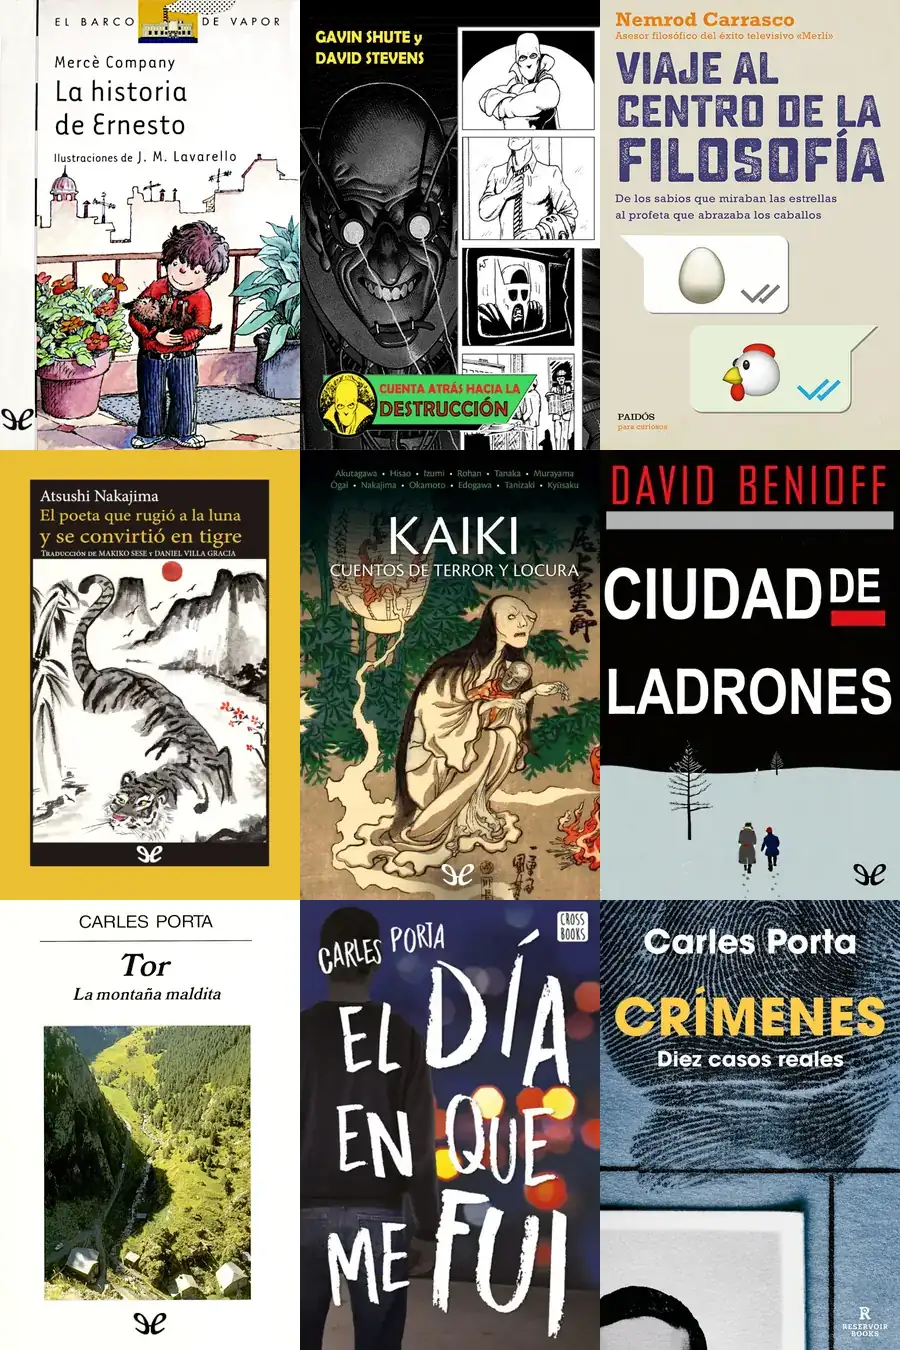 EL BARCO DE VAPOR
Mercè Company
La historia
de Ernesto
Ilustraciones de J. M. Lavarello
GAVIN SHUTE y
DAVID STEVENS
CUENTA ATRÁS HACIA LA
DESTRUCCIÓN
Nemrod Carrasco
Asesor filosófico del éxito televisivo «Merlí»
VIAJE AL
CENTRO DE LA
FILOSOFÍA
De los sabios que miraban las estrellas
al profeta que abrazaba los caballos
PAIDÓS
para curiosos
Atsushi Nakajima
El poeta que rugió a la luna
y se convirtió en tigre
TRADUCCIÓN DE MAKIKO SESE Y DANIEL VILLA GRACIA
Akutagawa • Hisao • Izumi • Rohan • Tanaka • Murayama
Ōgai • Nakajima • Okamoto • Edogawa • Tanizaki • Kyūsaku
KAIKI
CUENTOS DE TERROR Y LOCURA
DAVID BENIOFF
CIUDAD DE
LADRONES
CARLES PORTA
Tor
La montaña maldita
CARLES PORTA
CROSS
BOOKS
EL DÍA
EN QUE
ME FUI
Carles Porta
CRÍMENES
Diez casos reales
R
RESERVOIR
BOOKS